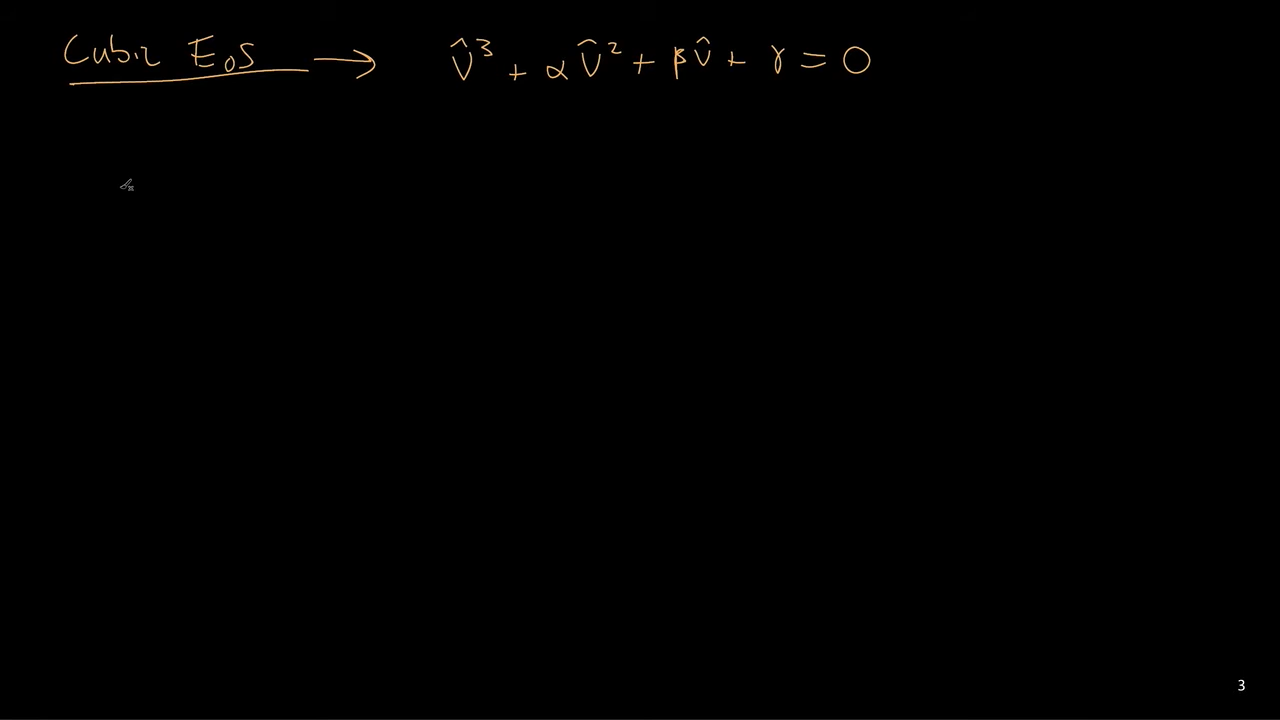 Cubic EoS → V̂³ + αV̂² + βV̂ + γ = 0
3